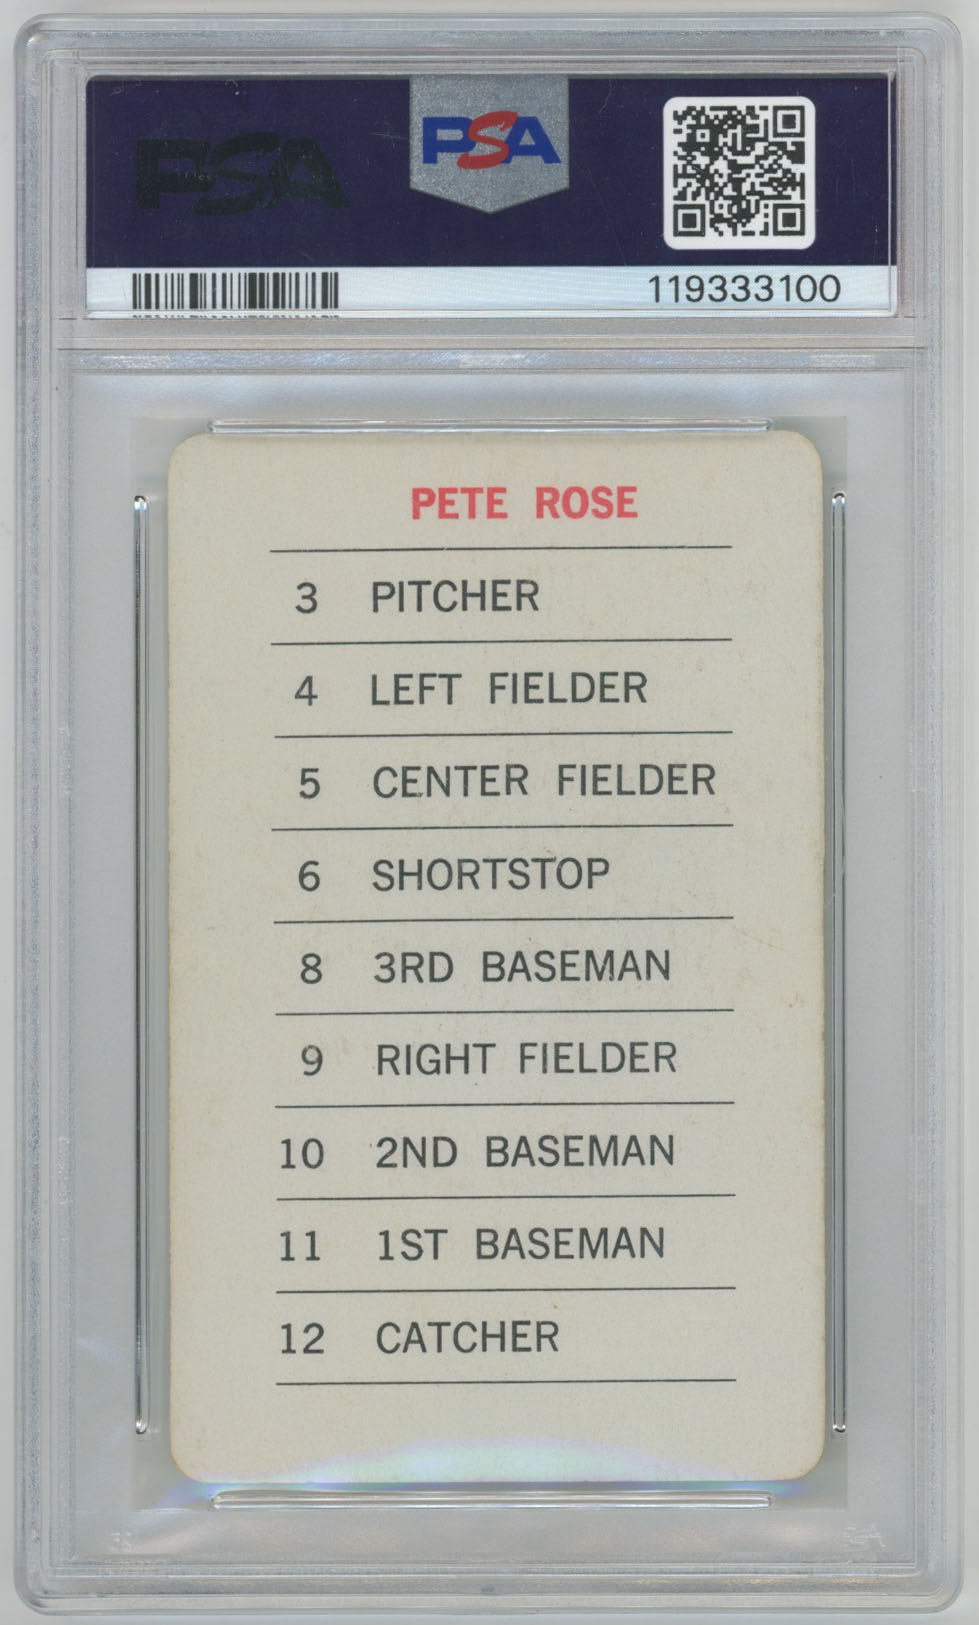 PSA
PSA
119333100
PETE ROSE
3 PITCHER
4 LEFT FIELDER
5 CENTER FIELDER
6 SHORTSTOP
8 3RD BASEMAN
9 RIGHT FIELDER
10 2ND BASEMAN
11 1ST BASEMAN
12 CATCHER